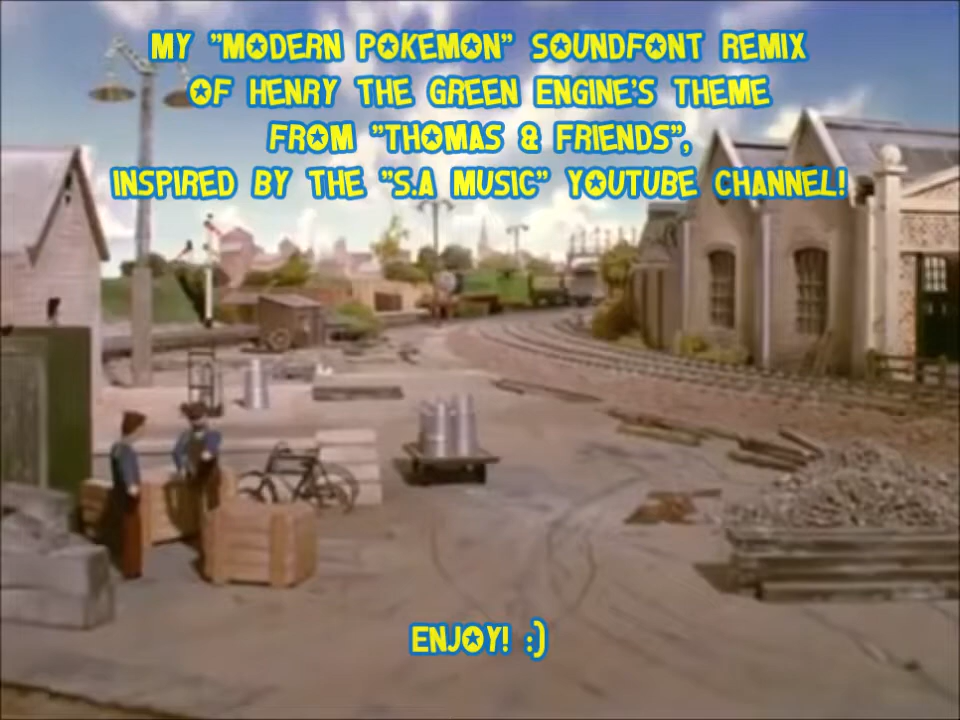 MY "MODERN POKEMON" SOUNDFONT REMIX
OF HENRY THE GREEN ENGINE'S THEME
FROM "THOMAS & FRIENDS",
INSPIRED BY THE "S.A MUSIC" YOUTUBE CHANNEL!
ENJOY! :)